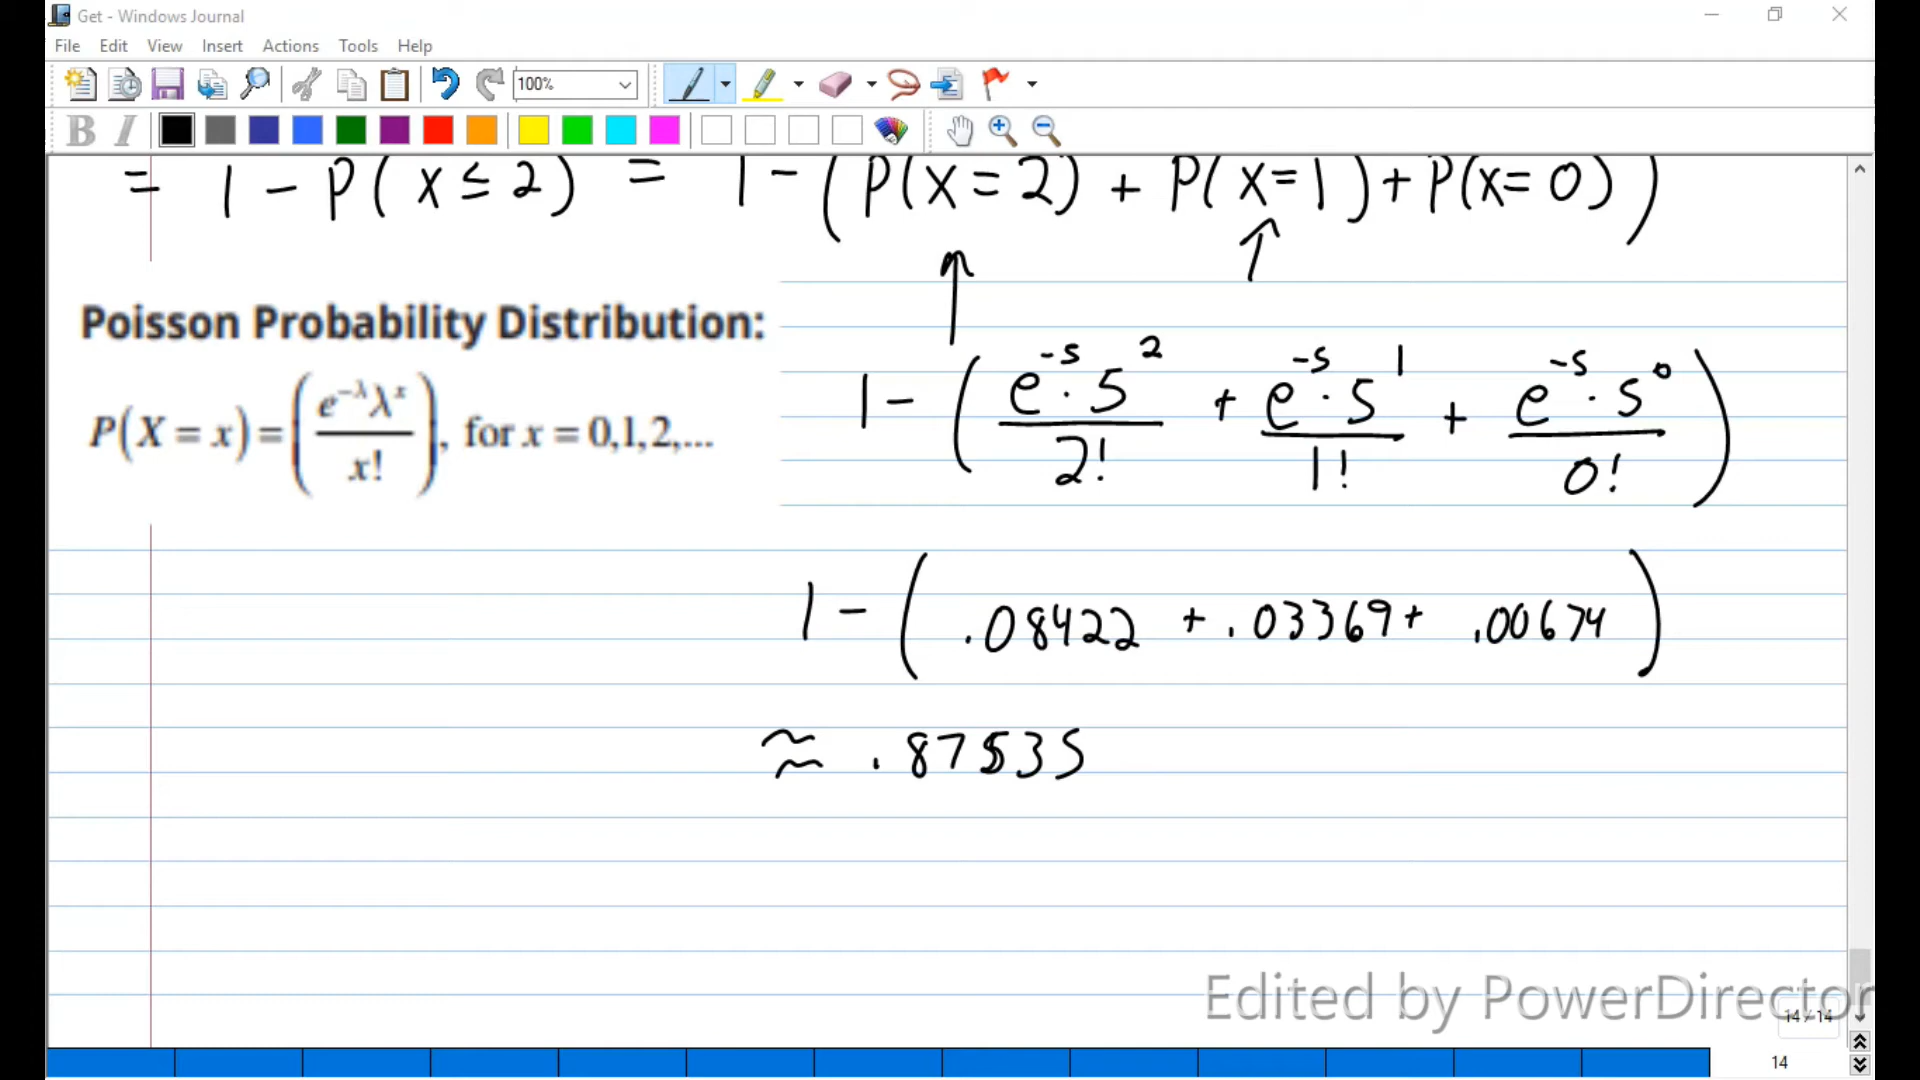 Get - Windows Journal
File Edit View Insert Actions Tools Help
100%
B I
= 1 - P( x ≤ 2) = 1 - ( P(X = 2) + P( X = 1) + P(X = 0) )
Poisson Probability Distribution:
P(X = x) = ( e^{-λ} λ^x / x! ), for x = 0,1,2,...
1 - ( e^{-5} · 5^2 / 2! + e^{-5} · 5^1 / 1! + e^{-5} · 5^0 / 0! )
1 - ( .08422 + .03369 + .00674 )
≈ .87535
Edited by PowerDirector
14 / 14
14